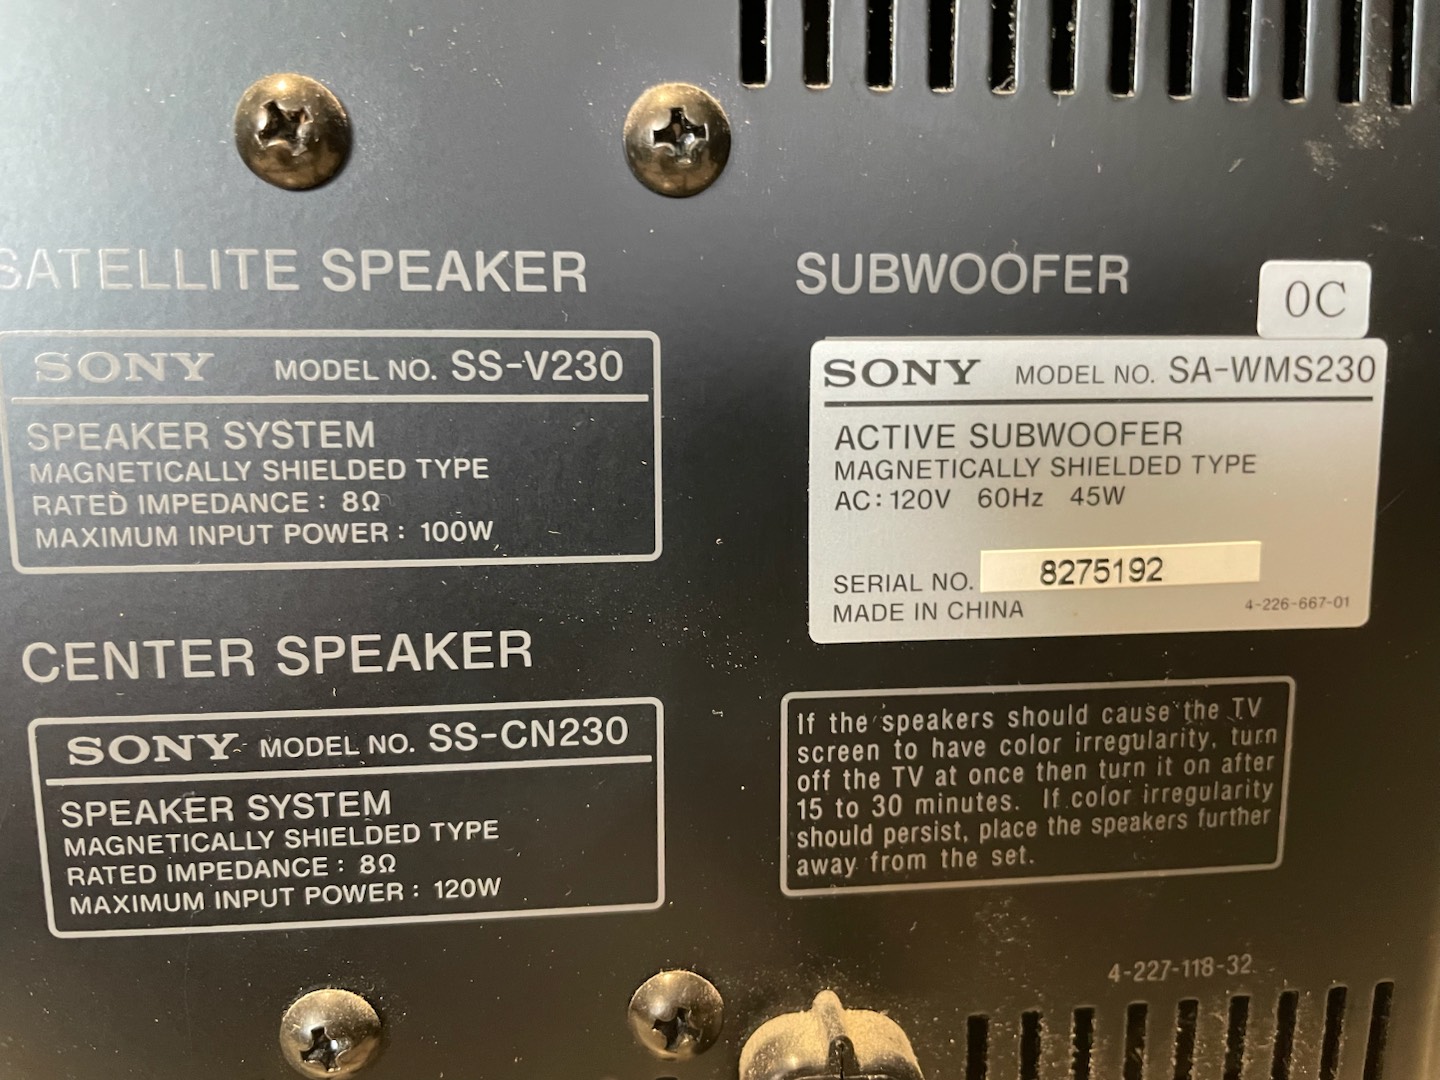 SATELLITE SPEAKER
SONY MODEL NO. SS-V230
SPEAKER SYSTEM
MAGNETICALLY SHIELDED TYPE
RATED IMPEDANCE : 8Ω
MAXIMUM INPUT POWER : 100W
CENTER SPEAKER
SONY MODEL NO. SS-CN230
SPEAKER SYSTEM
MAGNETICALLY SHIELDED TYPE
RATED IMPEDANCE : 8Ω
MAXIMUM INPUT POWER : 120W
SUBWOOFER
0C
SONY MODEL NO. SA-WMS230
ACTIVE SUBWOOFER
MAGNETICALLY SHIELDED TYPE
AC: 120V 60Hz 45W
SERIAL NO. 8275192
MADE IN CHINA 4-226-667-01
If the speakers should cause the TV
screen to have color irregularity, turn
off the TV at once then turn it on after
15 to 30 minutes. If color irregularity
should persist, place the speakers further
away from the set.
4-227-118-32